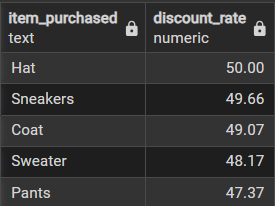 item_purchased discount_rate
text numeric
Hat 50.00
Sneakers 49.66
Coat 49.07
Sweater 48.17
Pants 47.37